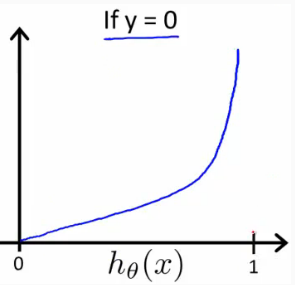 If y = 0
0 hθ(x) 1